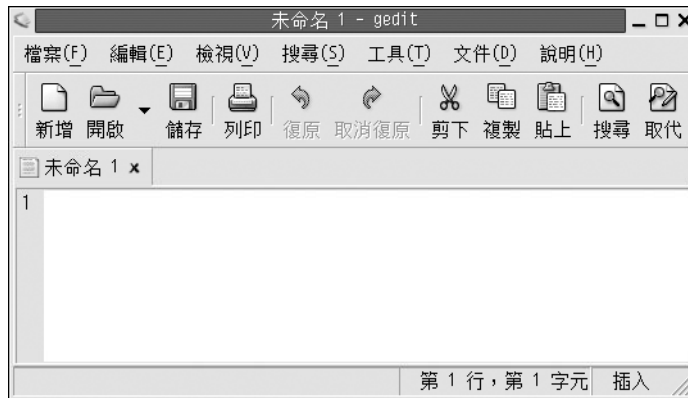 未命名 1 - gedit
檔案(F) 編輯(E) 檢視(V) 搜尋(S) 工具(T) 文件(D) 說明(H)
新增 開啟 儲存 列印 復原 取消復原 剪下 複製 貼上 搜尋 取代
未命名 1 ×
1
第 1 行，第 1 字元 插入